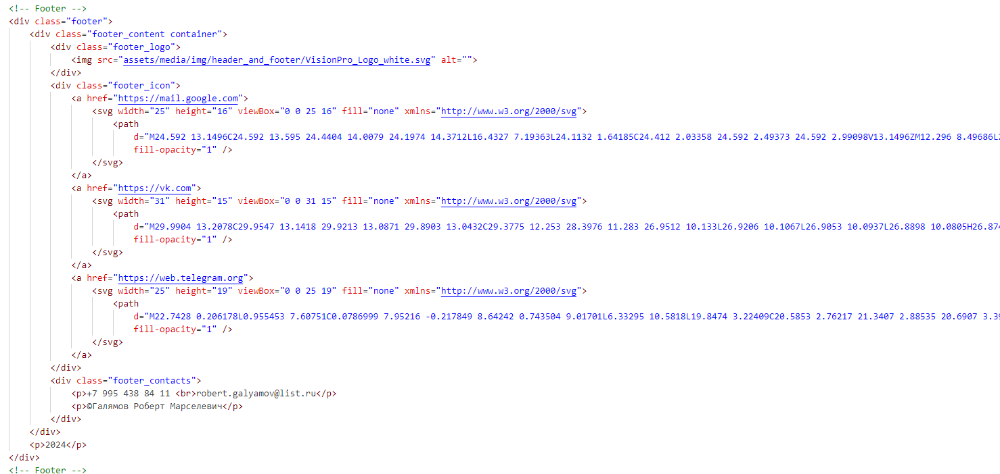 <!-- Footer -->
<div class="footer">
<div class="footer_content container">
<div class="footer_logo">
<img src="assets/media/img/header_and_footer/VisionPro_Logo_white.svg" alt="">
</div>
<div class="footer_icon">
<a href="https://mail.google.com">
<svg width="25" height="16" viewBox="0 0 25 16" fill="none" xmlns="http://www.w3.org/2000/svg">
<path
d="M24.592 13.1496C24.592 13.595 24.4404 14.0079 24.1974 14.3712L16.4327 7.19363L24.1132 1.64185C24.412 2.03358 24.592 2.49373 24.592 2.99098V13.1496ZM12.296 8.49686L
fill-opacity="1" />
</svg>
</a>
<a href="https://vk.com">
<svg width="31" height="15" viewBox="0 0 31 15" fill="none" xmlns="http://www.w3.org/2000/svg">
<path
d="M29.9904 13.2078C29.9547 13.1418 29.9213 13.0871 29.8903 13.0432C29.3775 12.253 28.3976 11.283 26.9512 10.133L26.9206 10.1067L26.9053 10.0937L26.8898 10.0805H26.874
fill-opacity="1" />
</svg>
</a>
<a href="https://web.telegram.org">
<svg width="25" height="19" viewBox="0 0 25 19" fill="none" xmlns="http://www.w3.org/2000/svg">
<path
d="M22.7428 0.206178L0.955453 7.60751C0.0786999 7.95216 -0.217849 8.64242 0.743504 9.01701L6.33295 10.5818L19.8474 3.22409C20.5853 2.76217 21.3407 2.88535 20.6907 3.39
fill-opacity="1" />
</svg>
</a>
</div>
<div class="footer_contacts">
<p>+7 995 438 84 11 <br>robert.galyamov@list.ru</p>
<p>©Галямов Роберт Марселевич</p>
</div>
</div>
<p>2024</p>
</div>
<!-- Footer -->